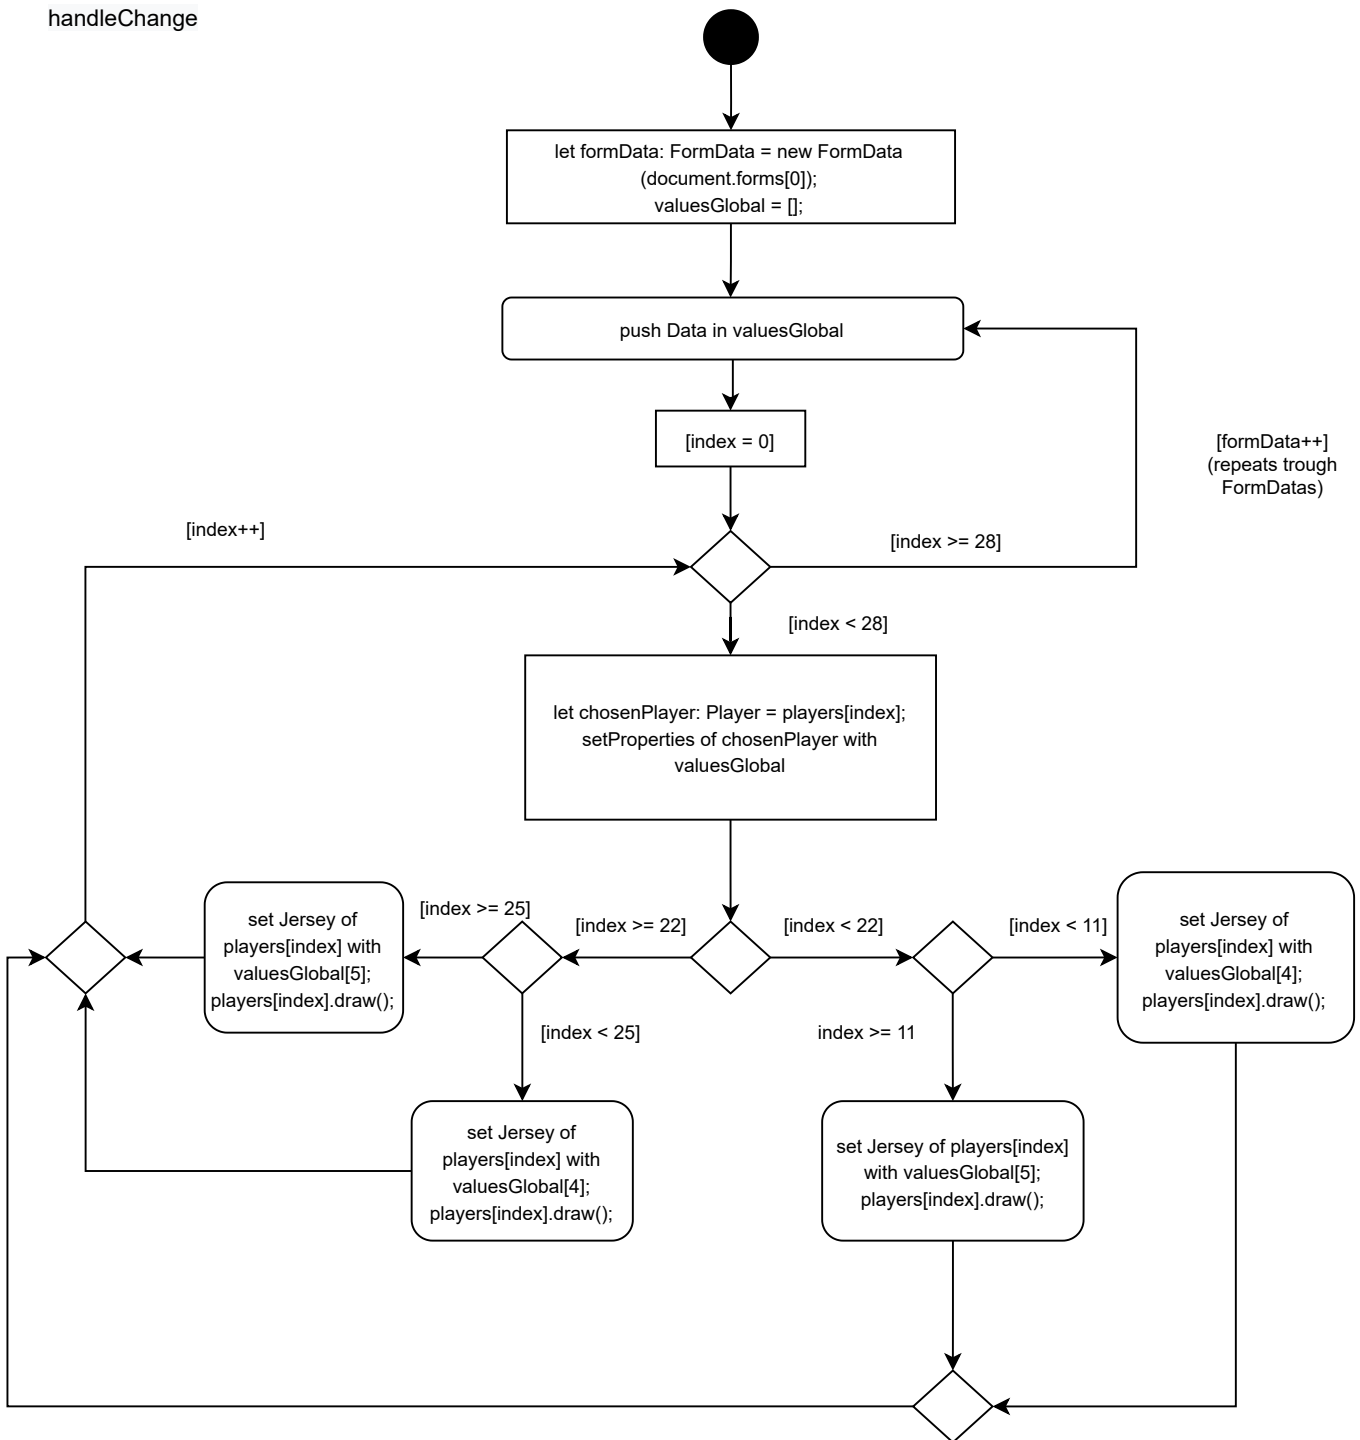 handleChange
let formData: FormData = new FormData
(document.forms[0]);
valuesGlobal = [];
push Data in valuesGlobal
[index = 0]
[formData++]
(repeats trough
FormDatas)
[index++]
[index >= 28]
[index < 28]
let chosenPlayer: Player = players[index];
setProperties of chosenPlayer with
valuesGlobal
set Jersey of
players[index] with
valuesGlobal[5];
players[index].draw();
[index >= 25]
[index >= 22]
[index < 22]
[index < 11]
set Jersey of
players[index] with
valuesGlobal[4];
players[index].draw();
[index < 25]
index >= 11
set Jersey of
players[index] with
valuesGlobal[4];
players[index].draw();
set Jersey of players[index]
with valuesGlobal[5];
players[index].draw();